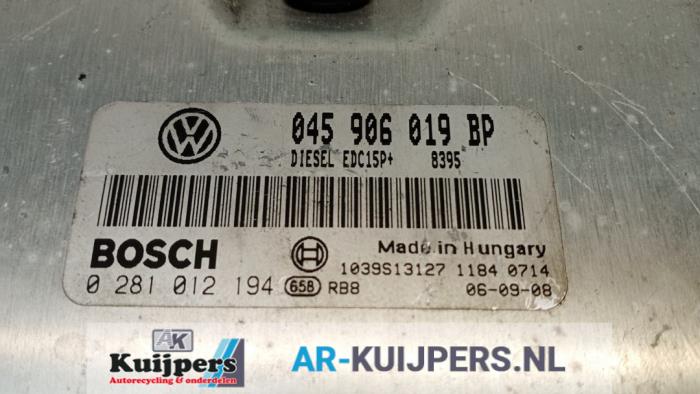 045 906 019 BP
DIESEL EDC15P+ 8395
BOSCH
Made in Hungary
1039S13127 1184 0714
0 281 012 194 65B RB8 06-09-08
AK
Kuijpers
Autorecycling & onderdelen
AR-KUIJPERS.NL